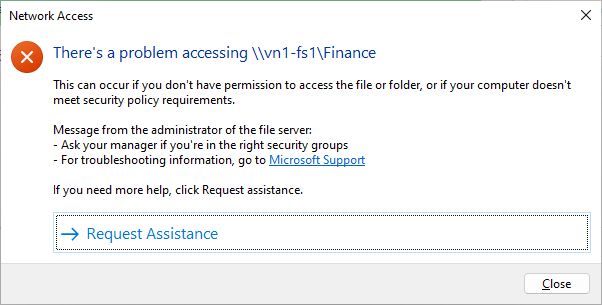 Network Access
There's a problem accessing \\vn1-fs1\Finance
This can occur if you don't have permission to access the file or folder, or if your computer doesn't
meet security policy requirements.
Message from the administrator of the file server:
- Ask your manager if you're in the right security groups
- For troubleshooting information, go to Microsoft Support
If you need more help, click Request assistance.
Request Assistance
Close